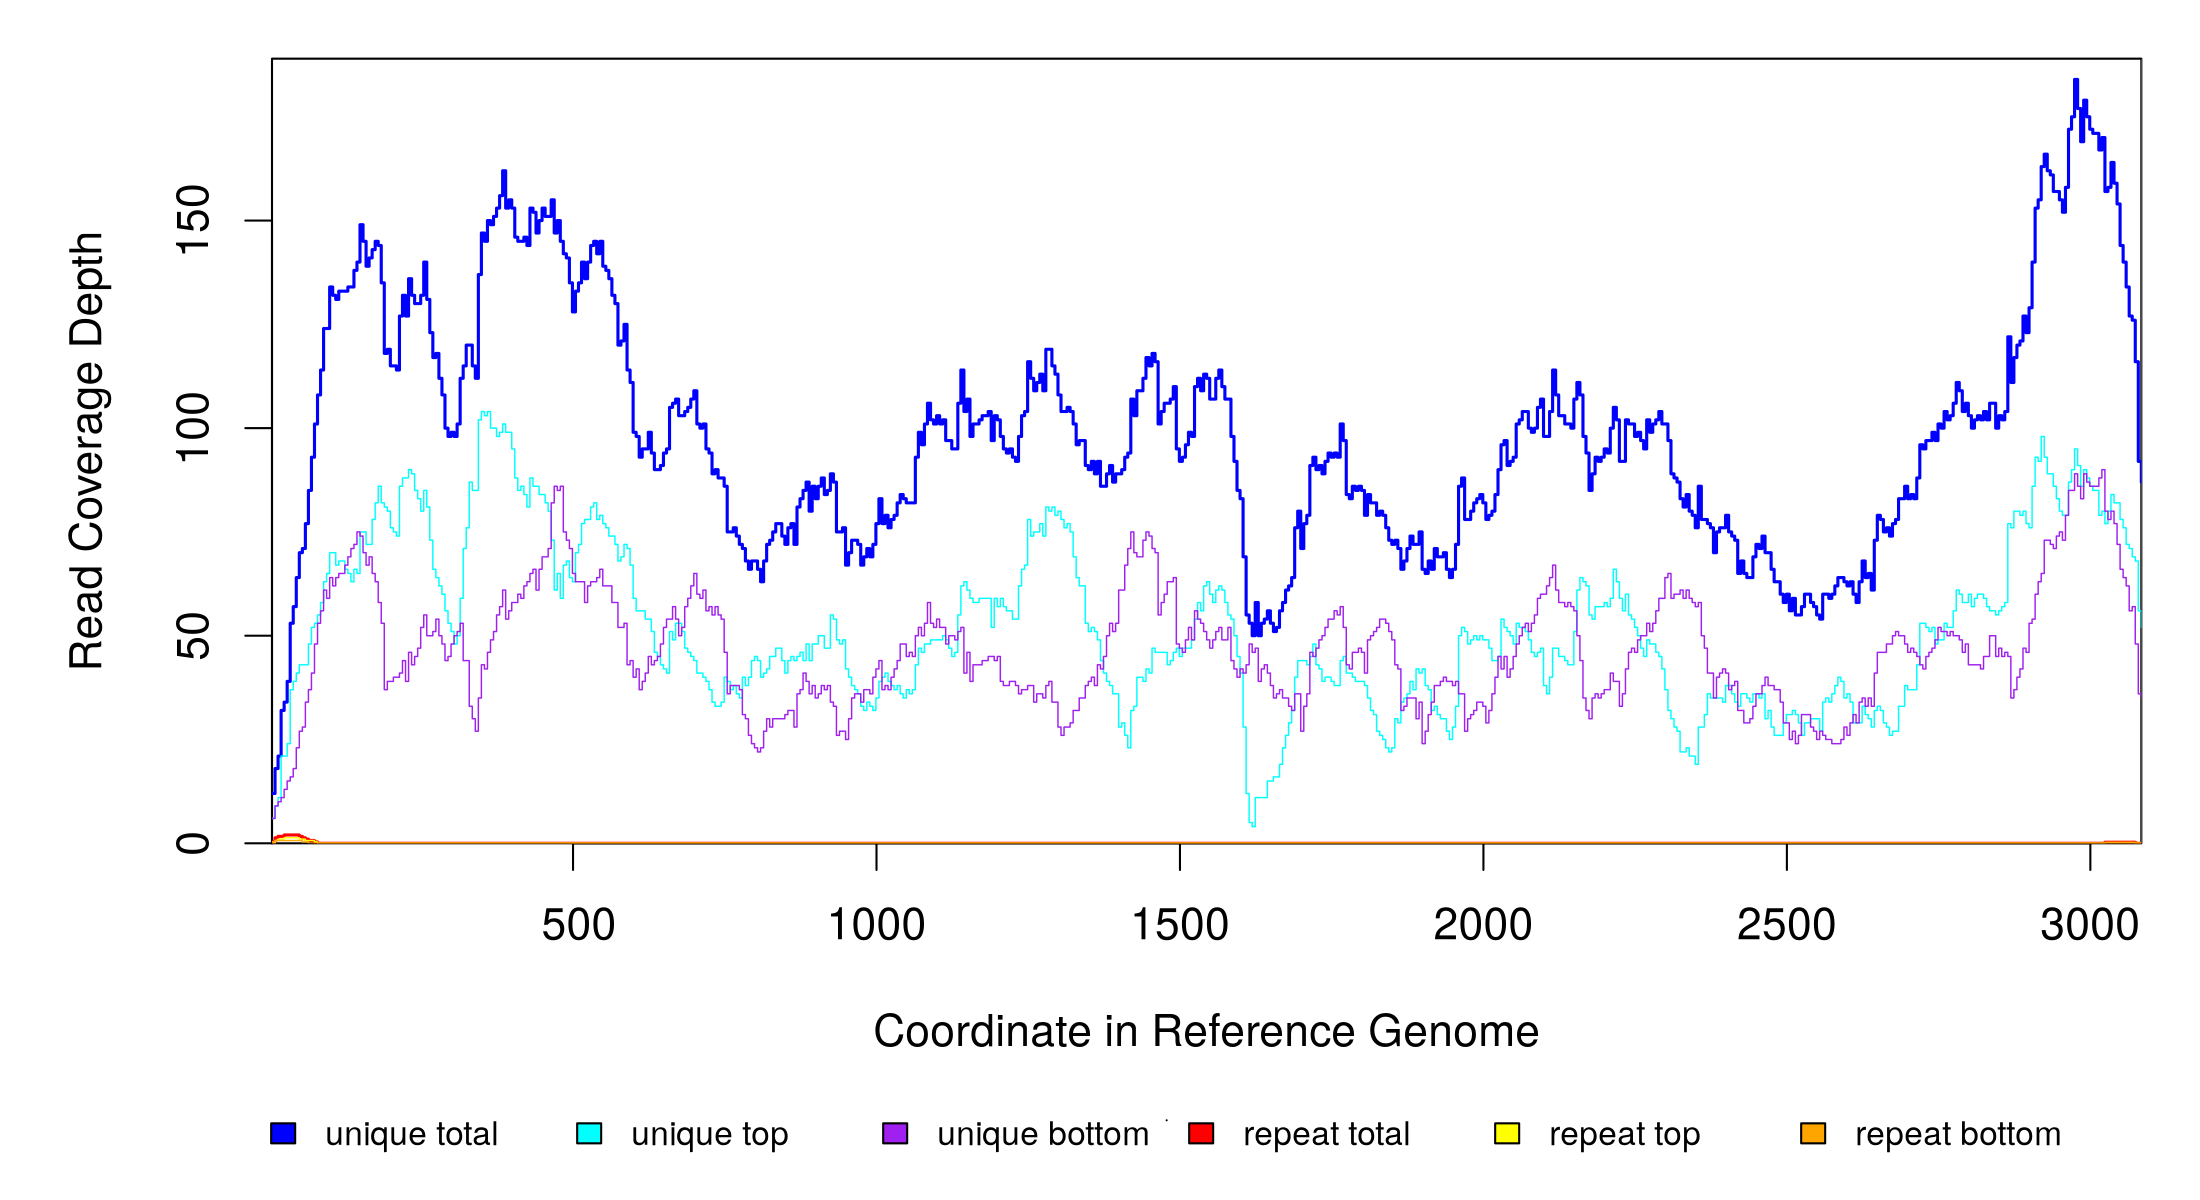 Read Coverage Depth
150
100
50
0
500 1000 1500 2000 2500 3000
Coordinate in Reference Genome
unique total unique top unique bottom repeat total repeat top repeat bottom